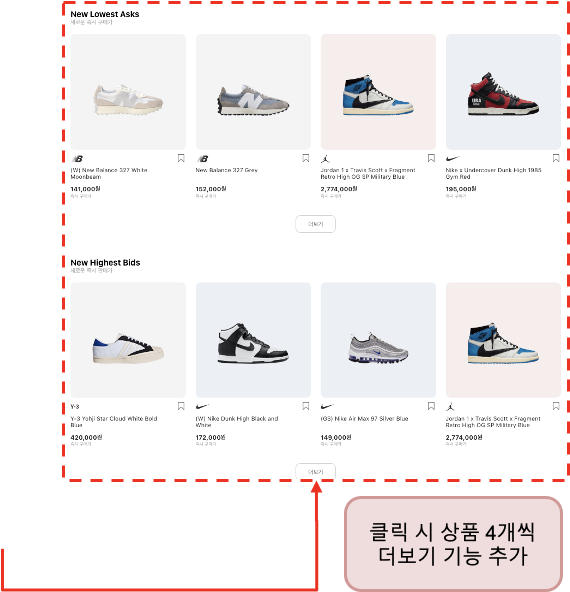 New Lowest Asks
새로운 즉시 구매가
(W) New Balance 327 White
Moonbeam
141,000원
즉시 구매가
New Balance 327 Grey
152,000원
즉시 구매가
Jordan 1 x Travis Scott x Fragment
Retro High OG SP Military Blue
2,774,000원
즉시 구매가
Nike x Undercover Dunk High 1985
Gym Red
195,000원
즉시 구매가
더보기
New Highest Bids
새로운 즉시 판매가
Y-3
Y-3 Yohji Star Cloud White Bold
Blue
420,000원
즉시 구매가
(W) Nike Dunk High Black and
White
172,000원
즉시 구매가
(GS) Nike Air Max 97 Silver Blue
149,000원
즉시 구매가
Jordan 1 x Travis Scott x Fragment
Retro High OG SP Military Blue
2,774,000원
즉시 구매가
더보기
클릭 시 상품 4개씩
더보기 기능 추가